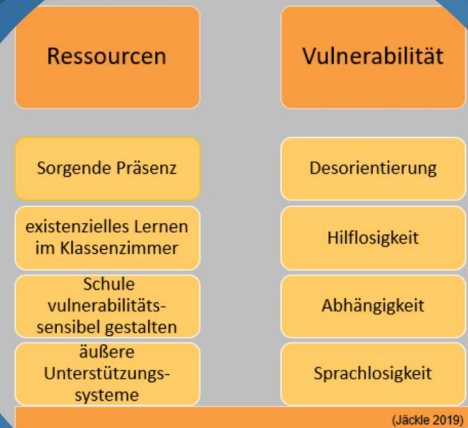 Ressourcen
Vulnerabilität
Sorgende Präsenz
Desorientierung
existenzielles Lernen
im Klassenzimmer
Hilflosigkeit
Schule
vulnerabilitäts-
sensibel gestalten
Abhängigkeit
äußere
Unterstützungs-
systeme
Sprachlosigkeit
(Jäckle 2019)